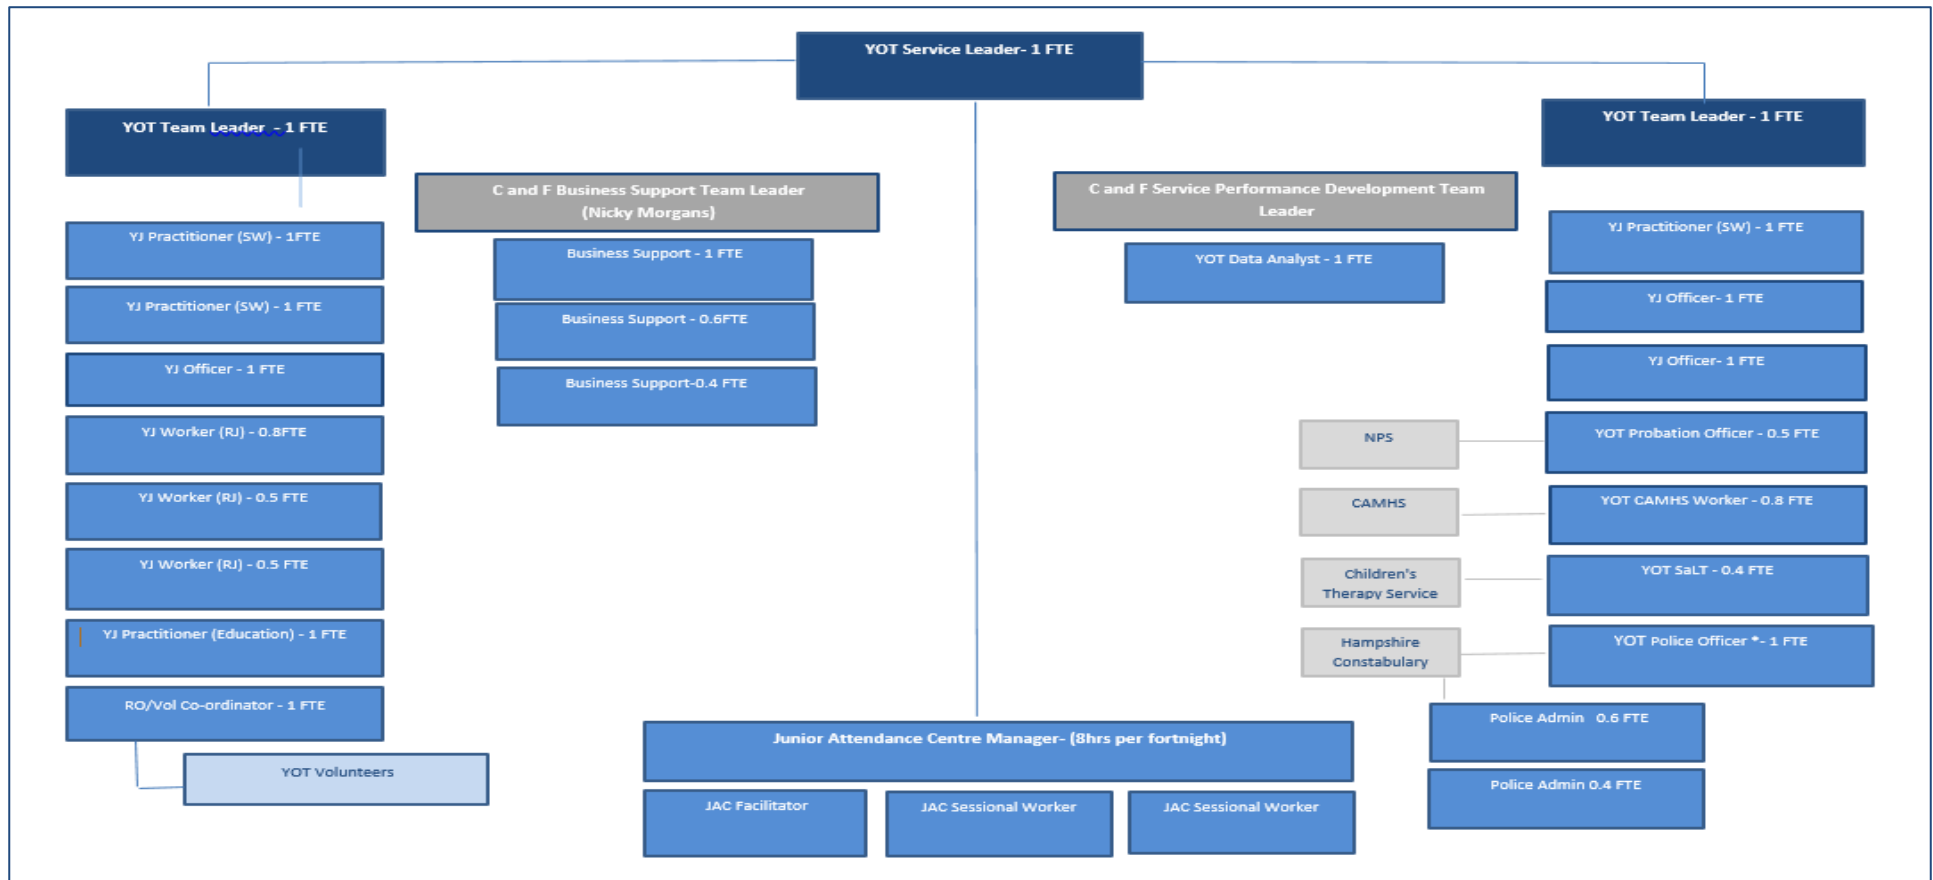 YOT Service Leader- 1 FTE
YOT Team Leader - 1 FTE
YOT Team Leader - 1 FTE
C and F Business Support Team Leader
(Nicky Morgans)
C and F Service Performance Development Team
Leader
YJ Practitioner (SW) - 1FTE
YJ Practitioner (SW) - 1 FTE
YJ Officer - 1 FTE
YJ Worker (RJ) - 0.8FTE
YJ Worker (RJ) - 0.5 FTE
YJ Worker (RJ) - 0.5 FTE
YJ Practitioner (Education) - 1 FTE
RO/Vol Co-ordinator - 1 FTE
YOT Volunteers
Business Support - 1 FTE
Business Support - 0.6FTE
Business Support-0.4 FTE
YOT Data Analyst - 1 FTE
YJ Practitioner (SW) - 1 FTE
YJ Officer- 1 FTE
YJ Officer- 1 FTE
NPS
YOT Probation Officer - 0.5 FTE
CAMHS
YOT CAMHS Worker - 0.8 FTE
Children's
Therapy Service
YOT SaLT - 0.4 FTE
Hampshire
Constabulary
YOT Police Officer *- 1 FTE
Police Admin 0.6 FTE
Police Admin 0.4 FTE
Junior Attendance Centre Manager- (8hrs per fortnight)
JAC Facilitator
JAC Sessional Worker
JAC Sessional Worker